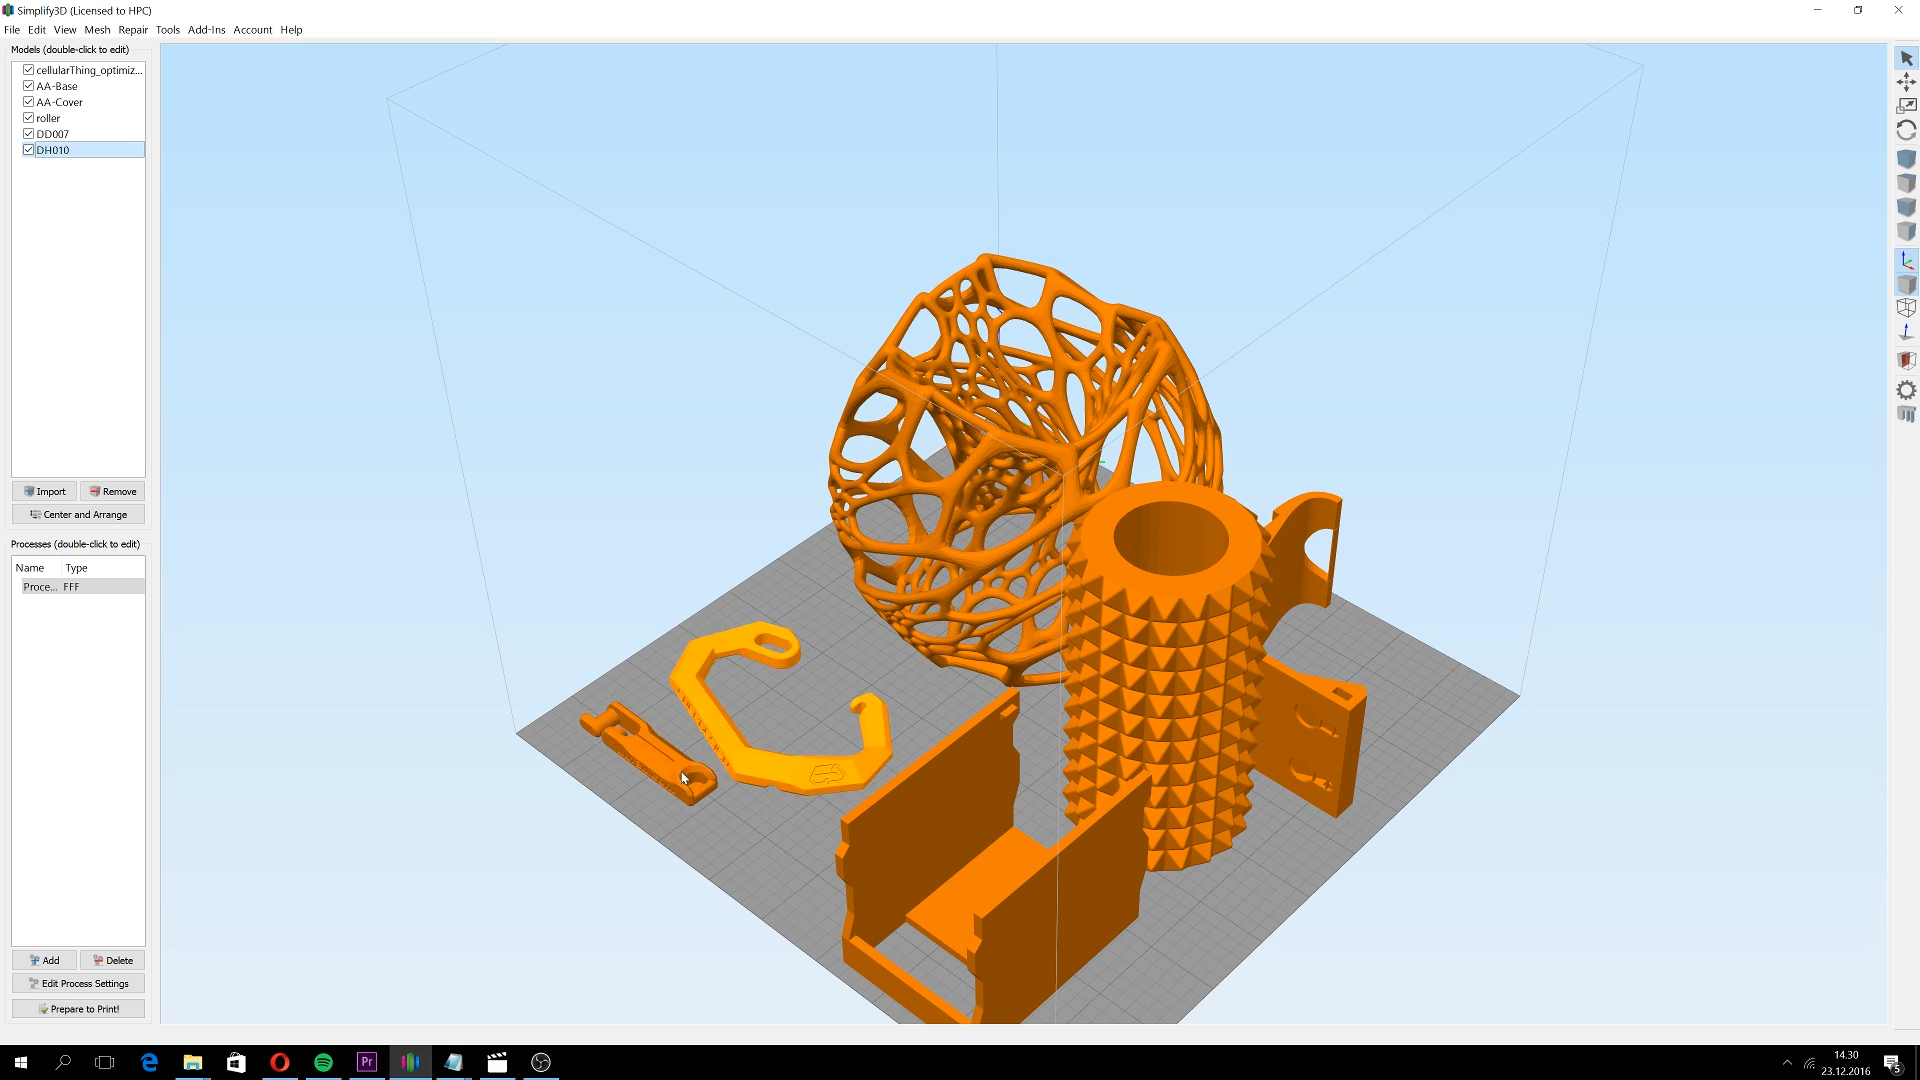 Simplify3D (Licensed to HPC)
File Edit View Mesh Repair Tools Add-Ins Account Help
Models (double-click to edit)
cellularThing_optimiz...
AA-Base
AA-Cover
roller
DD007
DH010
Import Remove
Center and Arrange
Processes (double-click to edit)
Name Type
Proce... FFF
Add Delete
Edit Process Settings
Prepare to Print!
Pr
14.30
23.12.2016
5